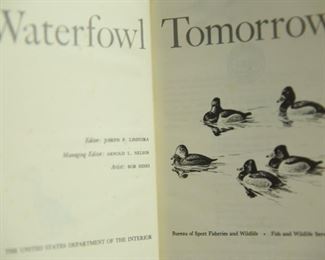 Waterfowl Tomorrow
Editor: JOSEPH P. LINDUSKA
Managing Editor: ARNOLD L. NELSON
Artist: BOB HINES
THE UNITED STATES DEPARTMENT OF THE INTERIOR
Bureau of Sport Fisheries and Wildlife • Fish and Wildlife